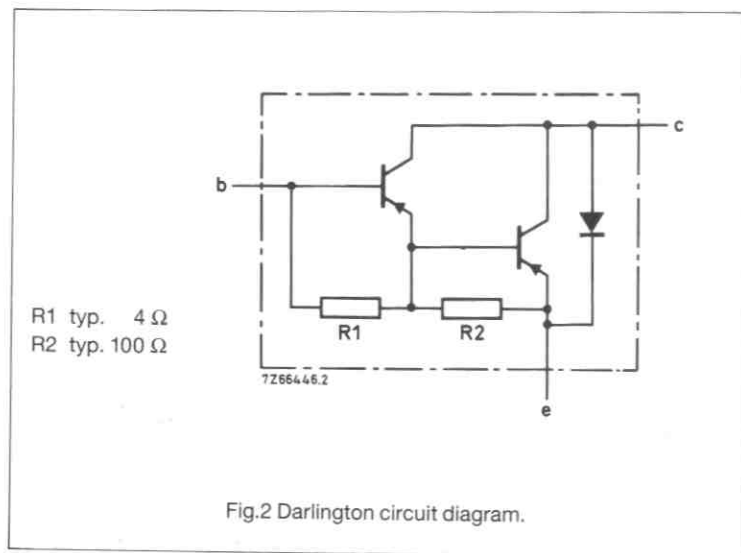 b
c
R1 typ. 4 Ω
R2 typ. 100 Ω
R1
R2
7Z66446.2
e
Fig.2 Darlington circuit diagram.